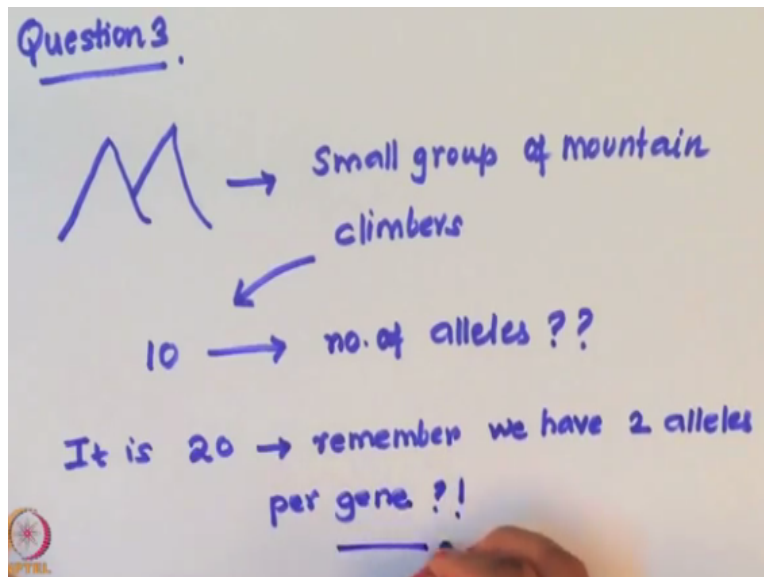 Question 3.
Small group of mountain
climbers
10 → no. of alleles ??
It is 20 → remember we have 2 alleles
per gene ?!
NPTEL